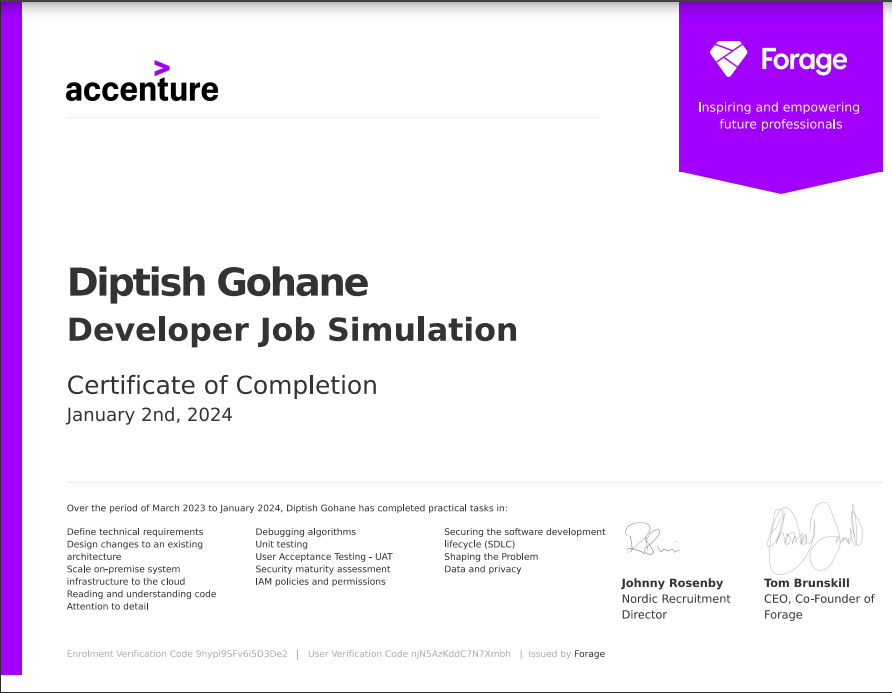 accenture
Forage
Inspiring and empowering
future professionals
Diptish Gohane
Developer Job Simulation
Certificate of Completion
January 2nd, 2024
Over the period of March 2023 to January 2024, Diptish Gohane has completed practical tasks in:
Define technical requirements
Design changes to an existing
architecture
Scale on-premise system
infrastructure to the cloud
Reading and understanding code
Attention to detail
Debugging algorithms
Unit testing
User Acceptance Testing - UAT
Security maturity assessment
IAM policies and permissions
Securing the software development
lifecycle (SDLC)
Shaping the Problem
Data and privacy
Johnny Rosenby
Nordic Recruitment
Director
Tom Brunskill
CEO, Co-Founder of
Forage
Enrolment Verification Code 9hypi9SFv6i5D3De2 | User Verification Code njN5AzKddC7N7Xmbh | Issued by Forage